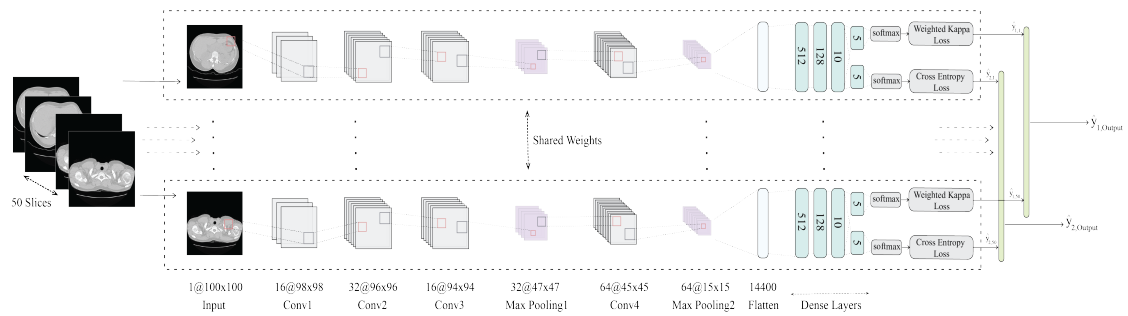 softmax
Weighted Kappa
Loss
512
128
10
5
5
softmax
Cross Entropy
Loss
ŷ1,Output
Shared Weights
50 Slices
softmax
Weighted Kappa
Loss
512
128
10
5
5
softmax
Cross Entropy
Loss
ŷ2,Output
1@100x100
16@98x98
32@96x96
16@94x94
32@47x47
64@45x45
64@15x15
14400
Input
Conv1
Conv2
Conv3
Max Pooling1
Conv4
Max Pooling2
Flatten
Dense Layers